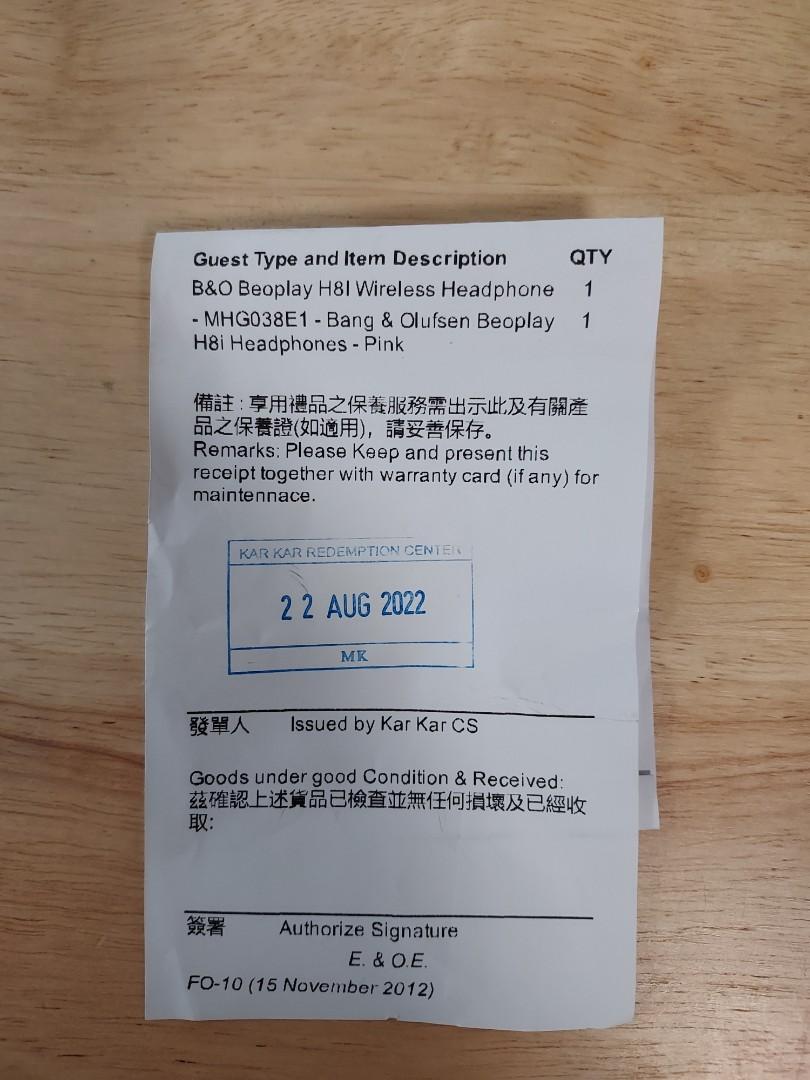 Guest Type and Item Description QTY
B&O Beoplay H8I Wireless Headphone 1
- MHG038E1 - Bang & Olufsen Beoplay 1
H8i Headphones - Pink
備註 : 享用禮品之保養服務需出示此及有關產
品之保養證(如適用)，請妥善保存。
Remarks: Please Keep and present this
receipt together with warranty card (if any) for
maintennace.
KAR KAR REDEMPTION CENTER
22 AUG 2022
MK
發單人 Issued by Kar Kar CS
Goods under good Condition & Received:
茲確認上述貨品已檢查並無任何損壞及已經收
取:
簽署 Authorize Signature
E. & O.E.
FO-10 (15 November 2012)